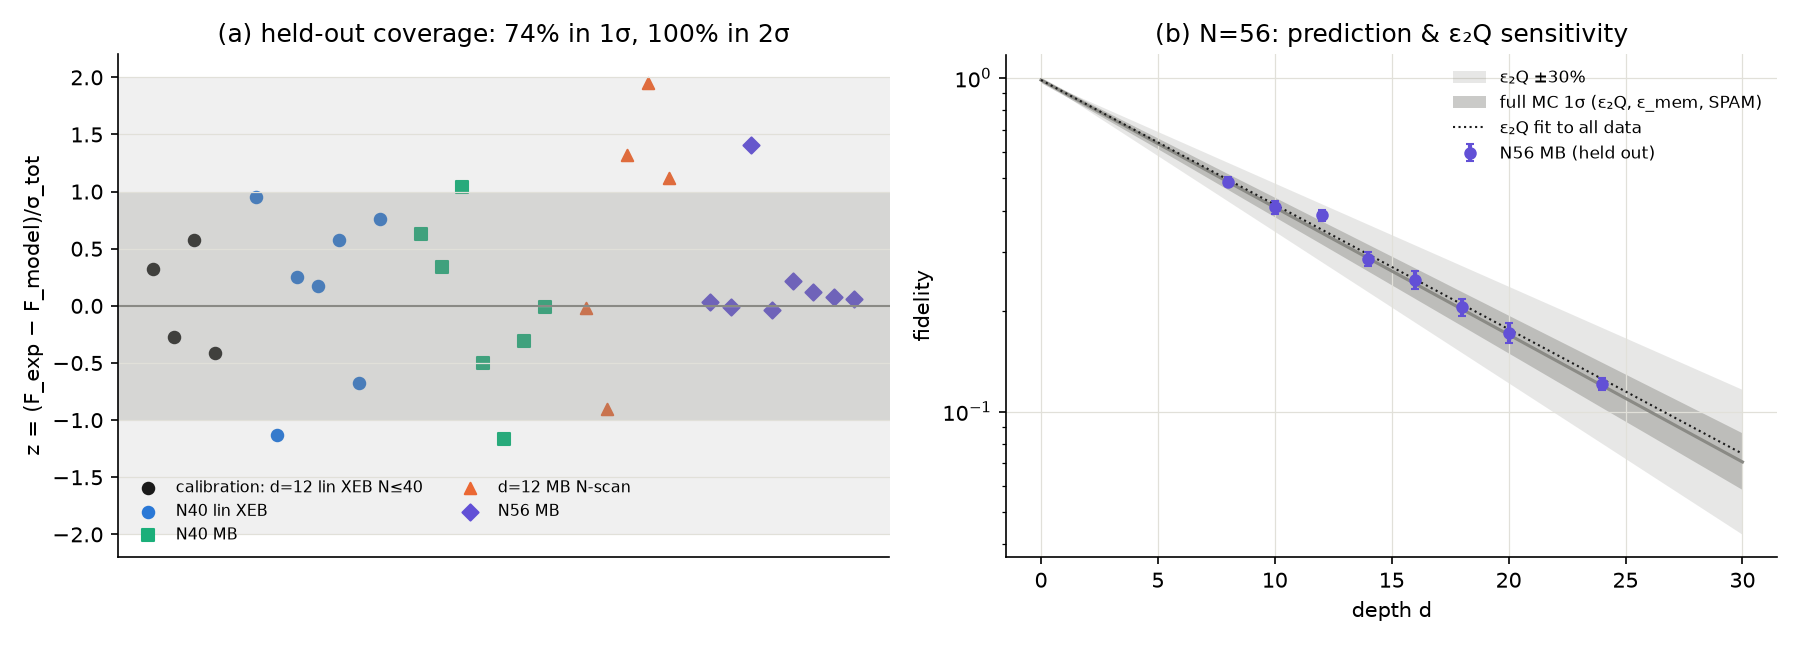 (a) held-out coverage: 74% in 1σ, 100% in 2σ
z = (F_exp − F_model)/σ_tot
2.0
1.5
1.0
0.5
0.0
−0.5
−1.0
−1.5
−2.0
calibration: d=12 lin XEB N≤40
N40 lin XEB
N40 MB
d=12 MB N-scan
N56 MB
(b) N=56: prediction & ε₂Q sensitivity
fidelity
10⁰
10⁻¹
ε₂Q ±30%
full MC 1σ (ε₂Q, ε_mem, SPAM)
ε₂Q fit to all data
N56 MB (held out)
0 5 10 15 20 25 30
depth d